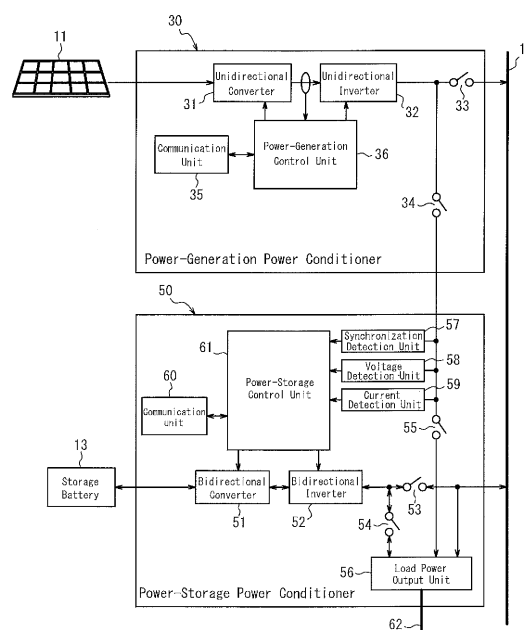 11
30
1
Unidirectional
Converter
31
Unidirectional
Inverter
32
33
Communication
Unit
35
Power-Generation
Control Unit
36
34
Power-Generation Power Conditioner
50
61
Power-Storage
Control Unit
Synchronization
Detection Unit
57
Voltage
Detection Unit
58
Current
Detection Unit
59
60
Communication
unit
55
13
Storage
Battery
Bidirectional
Converter
51
Bidirectional
Inverter
52
53
54
56
Load Power
Output Unit
Power-Storage Power Conditioner
62